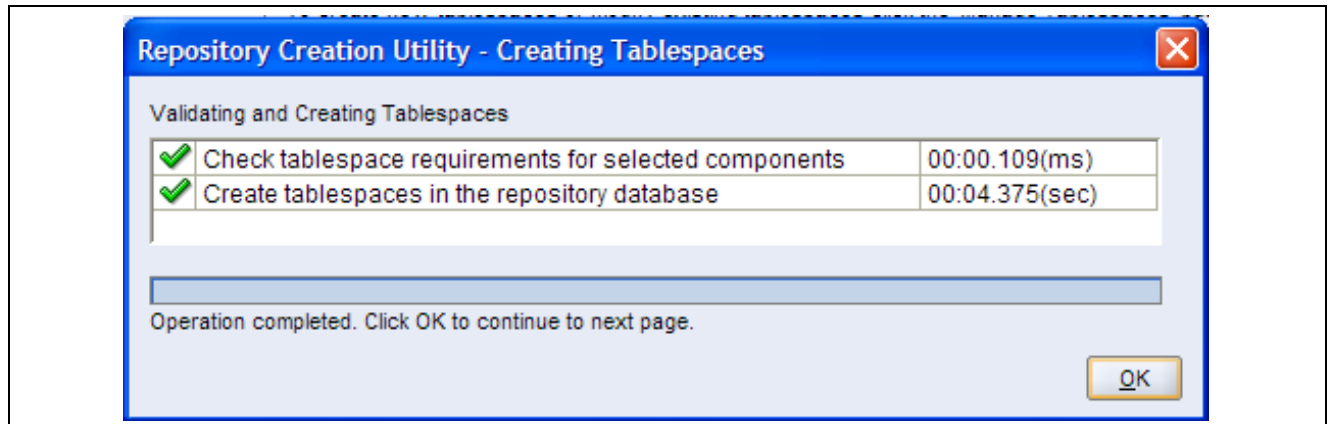 Repository Creation Utility - Creating Tablespaces
Validating and Creating Tablespaces
Check tablespace requirements for selected components 00:00.109(ms)
Create tablespaces in the repository database 00:04.375(sec)
Operation completed. Click OK to continue to next page.
OK